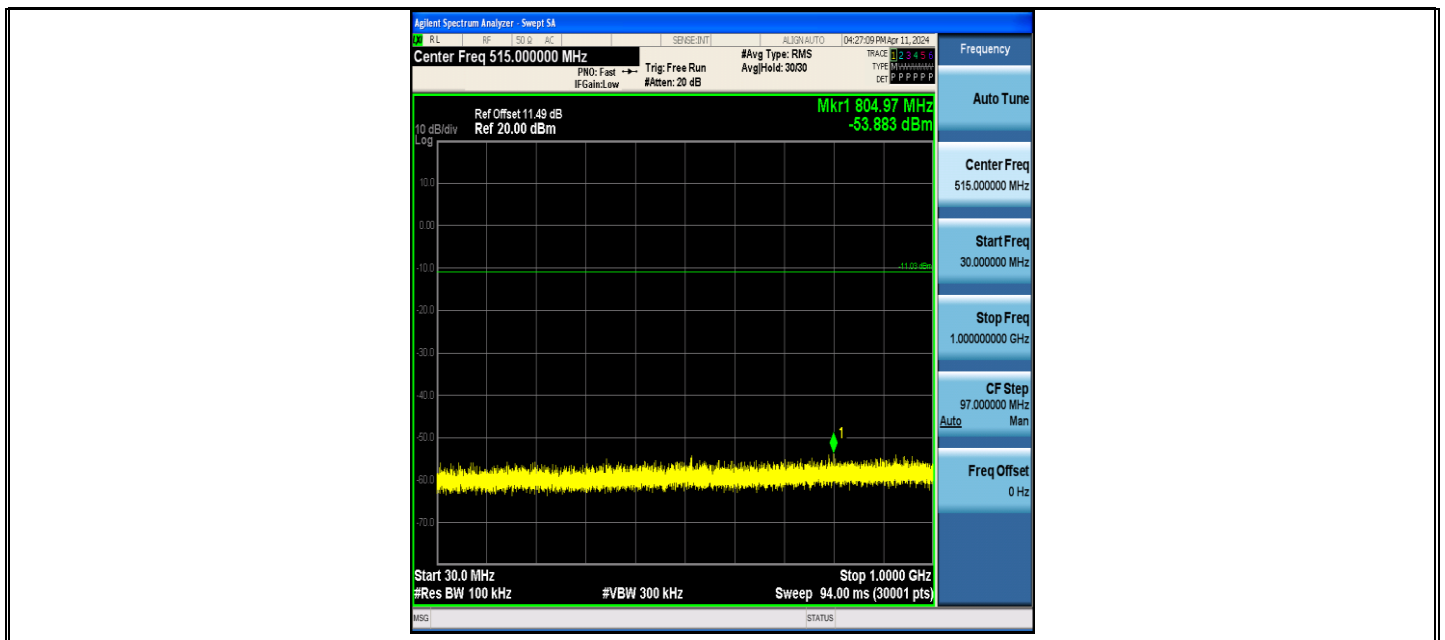 Agilent Spectrum Analyzer - Swept SA
RL RF 50 Ω AC SENSE:INT ALIGN AUTO 04:27:09 PM Apr 11, 2024
Center Freq 515.000000 MHz
PNO: Fast
IFGain:Low
Trig: Free Run
#Atten: 20 dB
#Avg Type: RMS
Avg|Hold: 30/30
TRACE 1 2 3 4 5 6
TYPE M
DET P P P P P P
Mkr1 804.97 MHz
-53.883 dBm
Ref Offset 11.49 dB
10 dB/div Ref 20.00 dBm
Log
10.0
0.00
-10.0
-11.03 dBm
-20.0
-30.0
-40.0
1
-50.0
-60.0
-70.0
Start 30.0 MHz Stop 1.0000 GHz
#Res BW 100 kHz #VBW 300 kHz Sweep 94.00 ms (30001 pts)
MSG STATUS
Frequency
Auto Tune
Center Freq
515.000000 MHz
Start Freq
30.000000 MHz
Stop Freq
1.000000000 GHz
CF Step
97.000000 MHz
Auto Man
Freq Offset
0 Hz